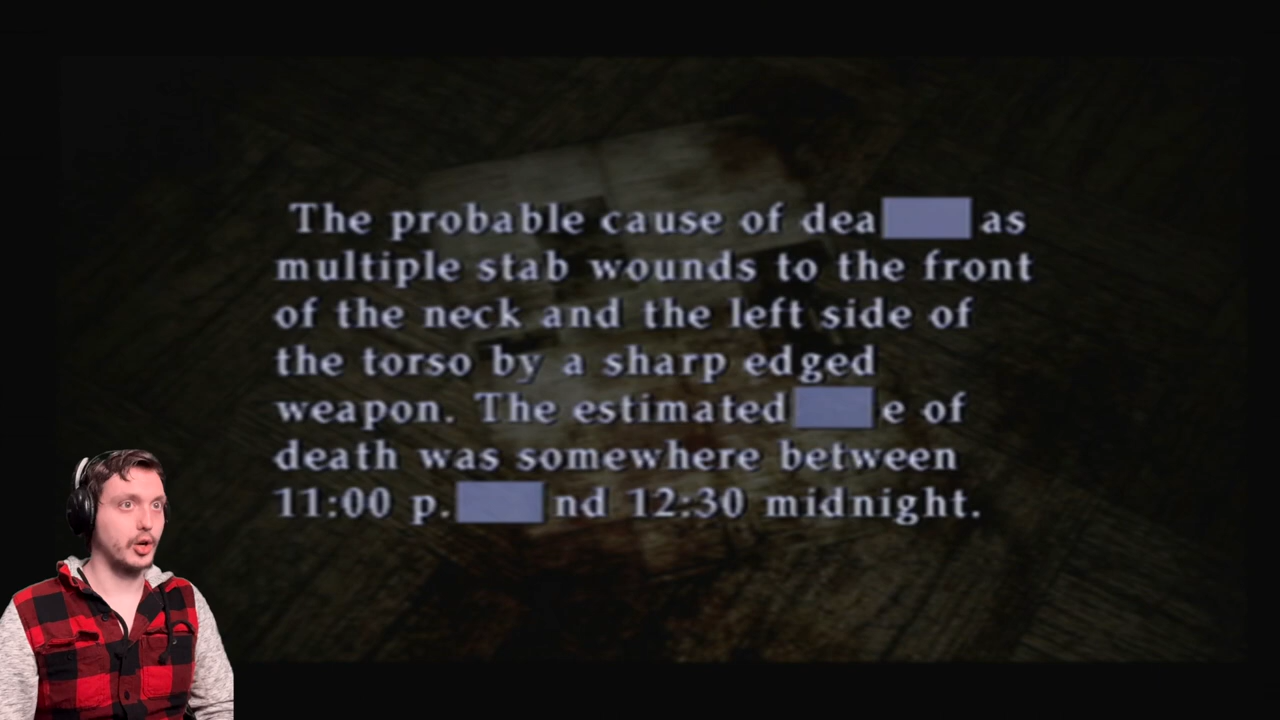 The probable cause of dea as
multiple stab wounds to the front
of the neck and the left side of
the torso by a sharp edged
weapon. The estimated e of
death was somewhere between
11:00 p. nd 12:30 midnight.